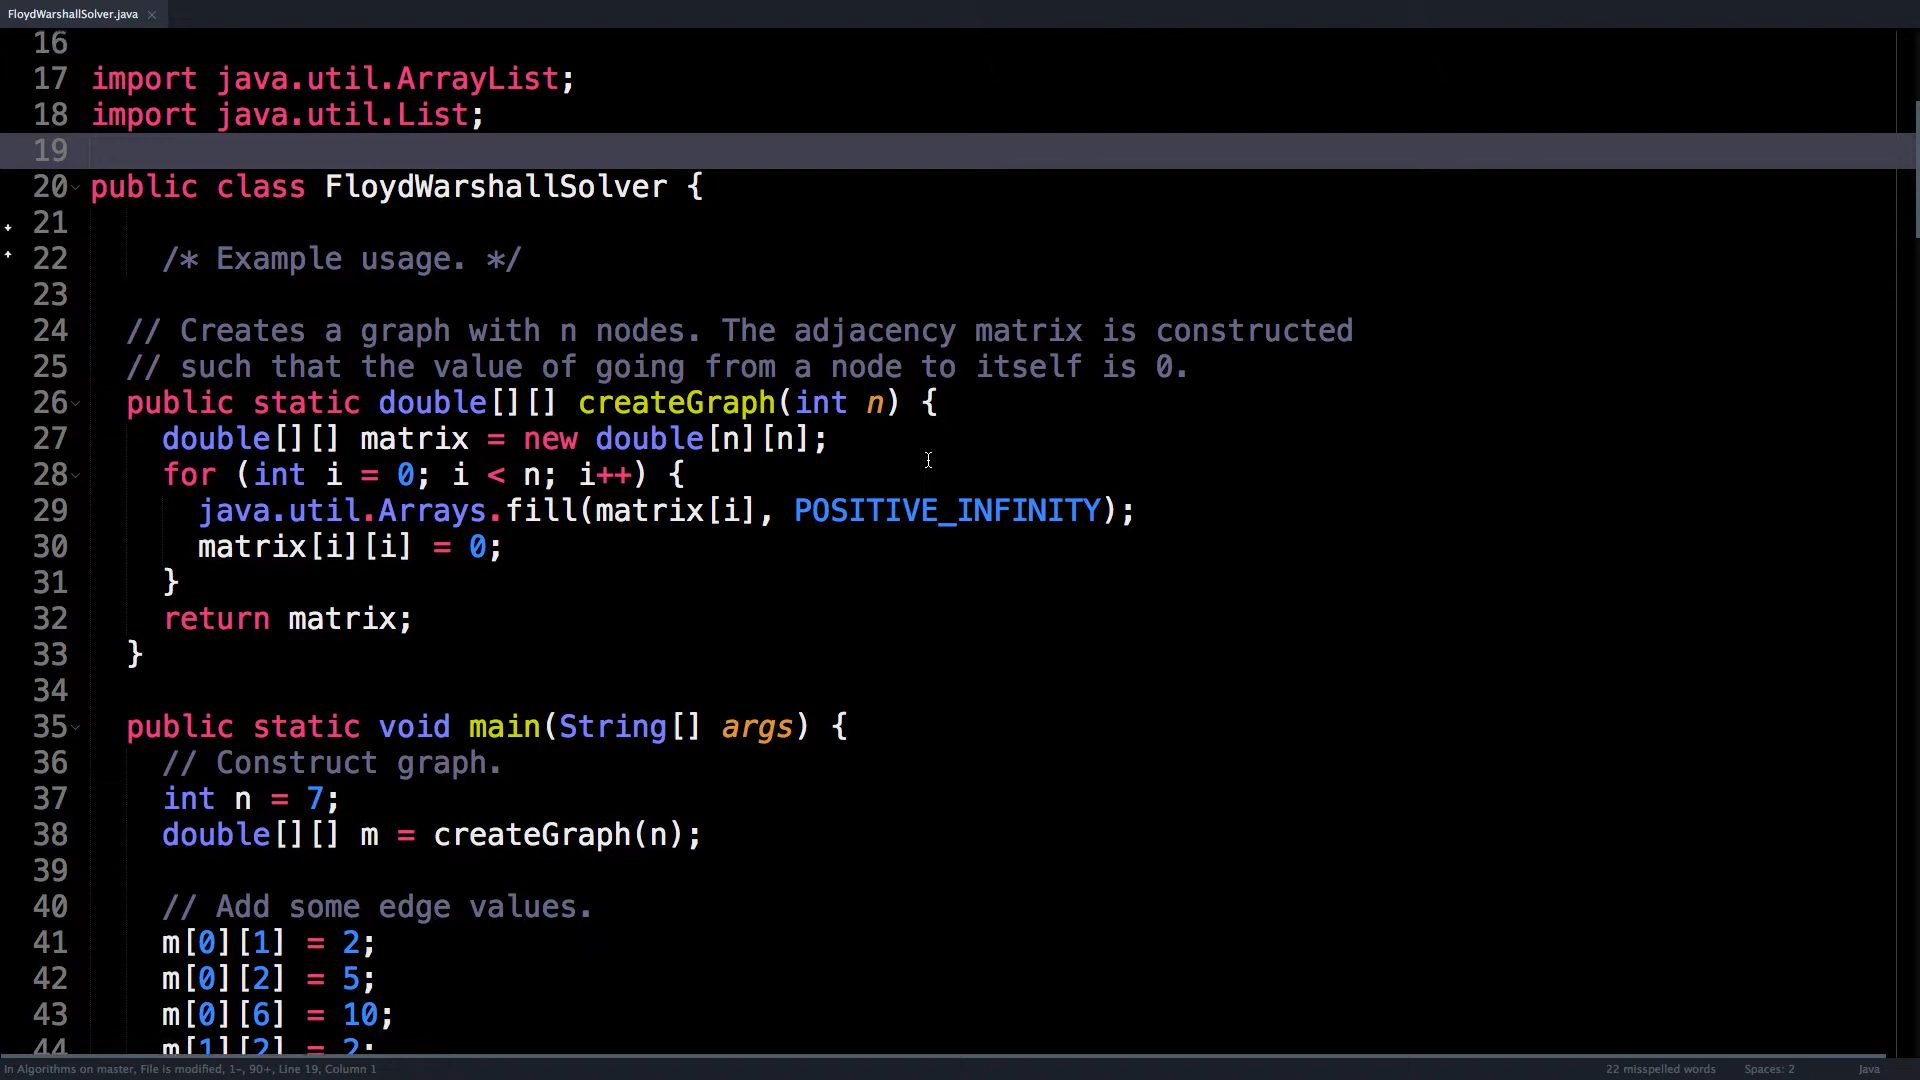 FloydWarshallSolver.java ×
16
17 import java.util.ArrayList;
18 import java.util.List;
19
20 public class FloydWarshallSolver {
21
22     /* Example usage. */
23
24   // Creates a graph with n nodes. The adjacency matrix is constructed
25   // such that the value of going from a node to itself is 0.
26   public static double[][] createGraph(int n) {
27     double[][] matrix = new double[n][n];
28     for (int i = 0; i < n; i++) {
29       java.util.Arrays.fill(matrix[i], POSITIVE_INFINITY);
30       matrix[i][i] = 0;
31     }
32     return matrix;
33   }
34
35   public static void main(String[] args) {
36     // Construct graph.
37     int n = 7;
38     double[][] m = createGraph(n);
39
40     // Add some edge values.
41     m[0][1] = 2;
42     m[0][2] = 5;
43     m[0][6] = 10;
44     m[1][2] = 2;
In Algorithms on master, File is modified, 1-, 90+, Line 19, Column 1 22 misspelled words Spaces: 2 Java